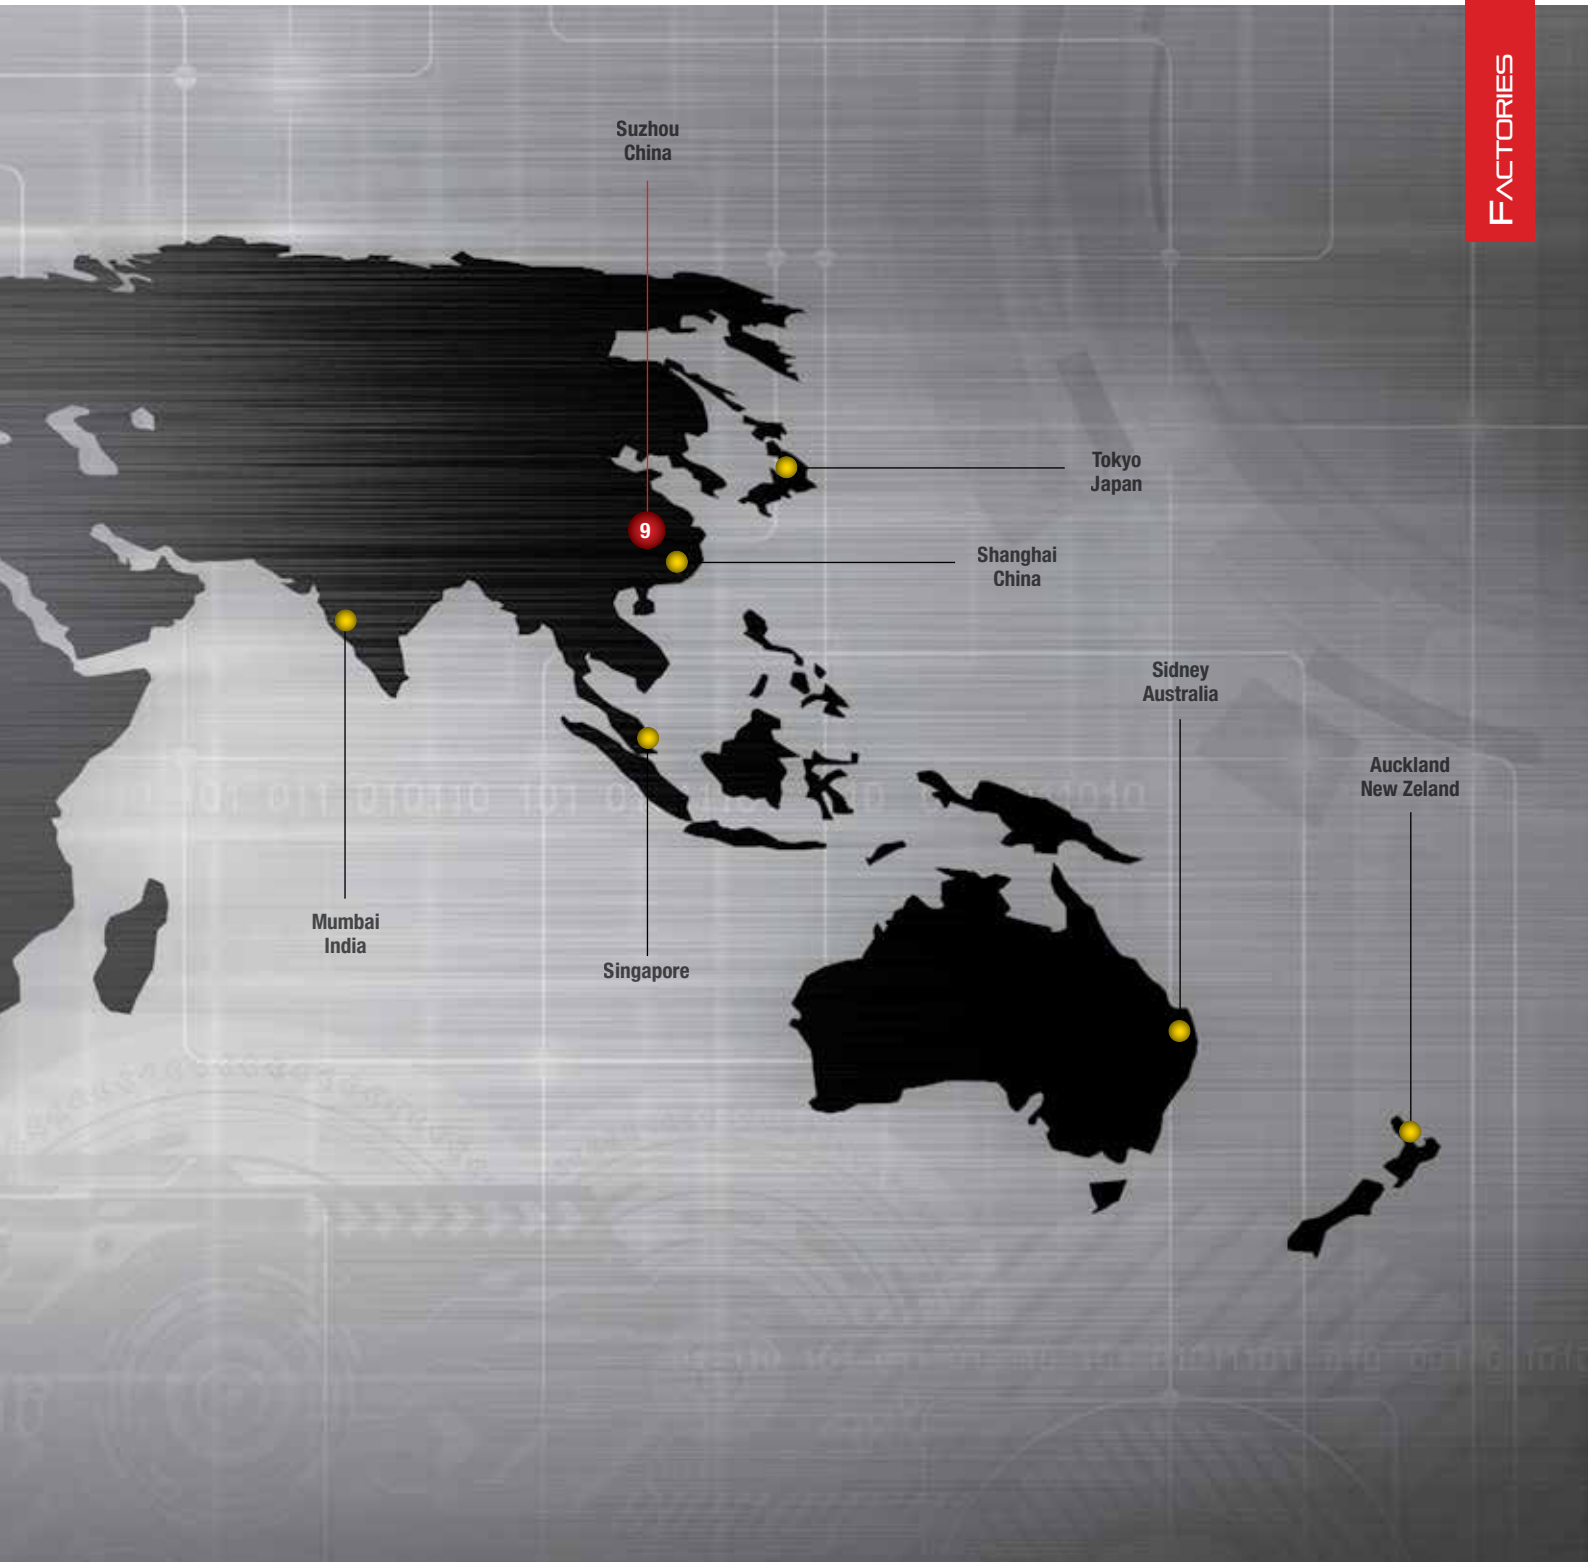 FACTORIES
Suzhou
China
Tokyo
Japan
9
Shanghai
China
Sidney
Australia
Auckland
New Zeland
Mumbai
India
Singapore